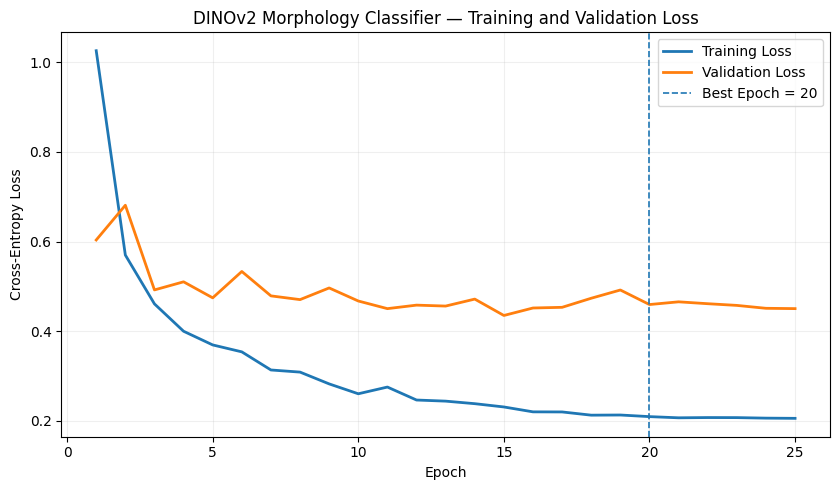 DINOv2 Morphology Classifier — Training and Validation Loss
Training Loss
Validation Loss
Best Epoch = 20
Cross-Entropy Loss
1.0
0.8
0.6
0.4
0.2
0 5 10 15 20 25
Epoch